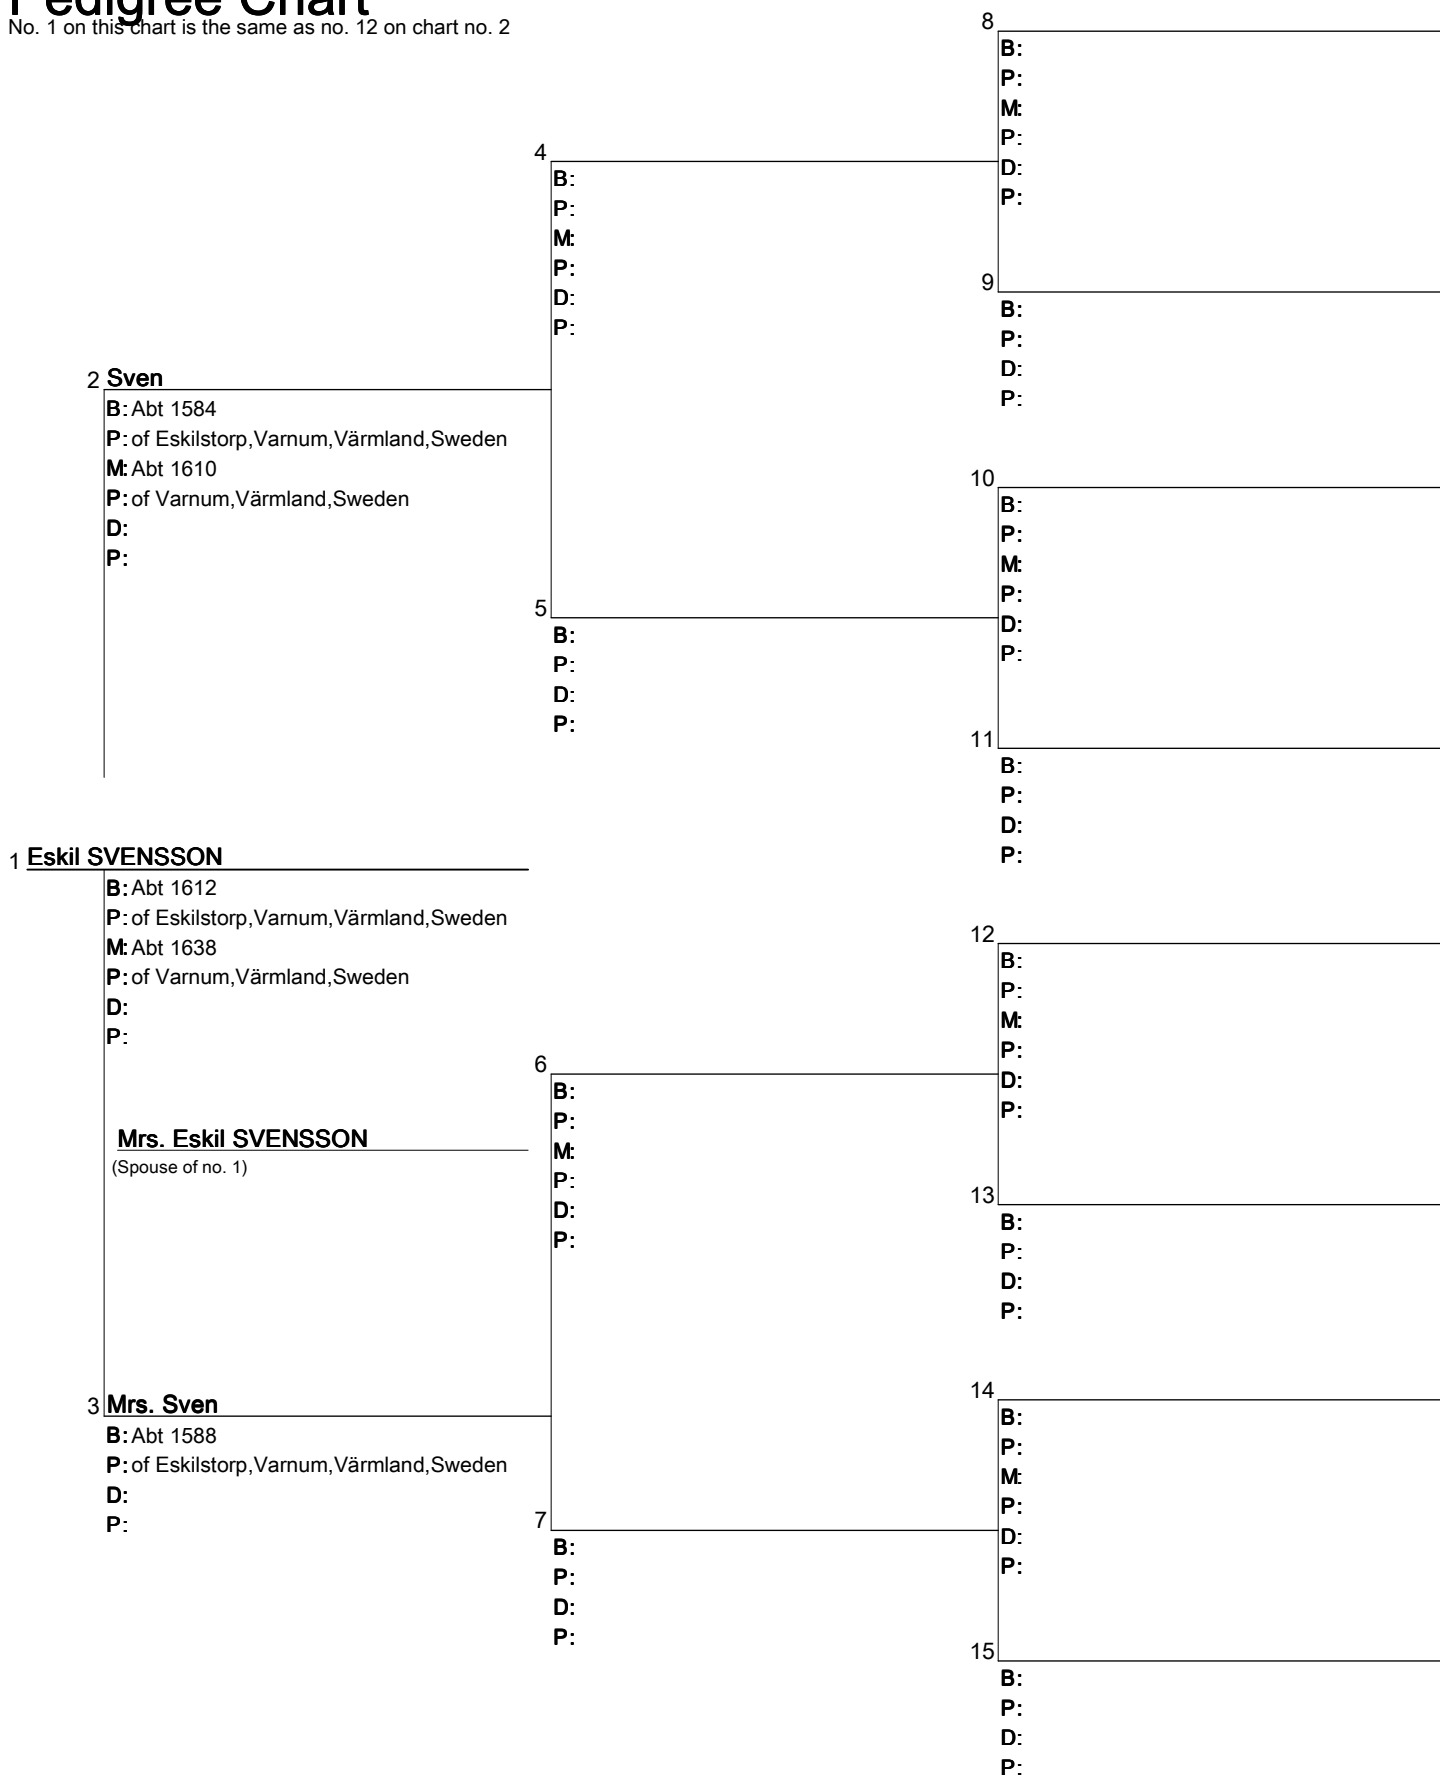 Pedigree Chart
No. 1 on this chart is the same as no. 12 on chart no. 2
8
B:
P:
M:
P:
D:
P:
4
B:
P:
M:
P:
D:
P:
9
B:
P:
D:
P:
2 Sven
B: Abt 1584
P: of Eskilstorp,Varnum,Värmland,Sweden
M: Abt 1610
P: of Varnum,Värmland,Sweden
D:
P:
10
B:
P:
M:
P:
D:
P:
5
B:
P:
D:
P:
11
B:
P:
D:
P:
1 Eskil SVENSSON
B: Abt 1612
P: of Eskilstorp,Varnum,Värmland,Sweden
M: Abt 1638
P: of Varnum,Värmland,Sweden
D:
P:
12
B:
P:
M:
P:
D:
P:
6
B:
P:
M:
P:
D:
P:
Mrs. Eskil SVENSSON
(Spouse of no. 1)
13
B:
P:
D:
P:
3 Mrs. Sven
B: Abt 1588
P: of Eskilstorp,Varnum,Värmland,Sweden
D:
P:
14
B:
P:
M:
P:
D:
P:
7
B:
P:
D:
P:
15
B:
P:
D:
P: